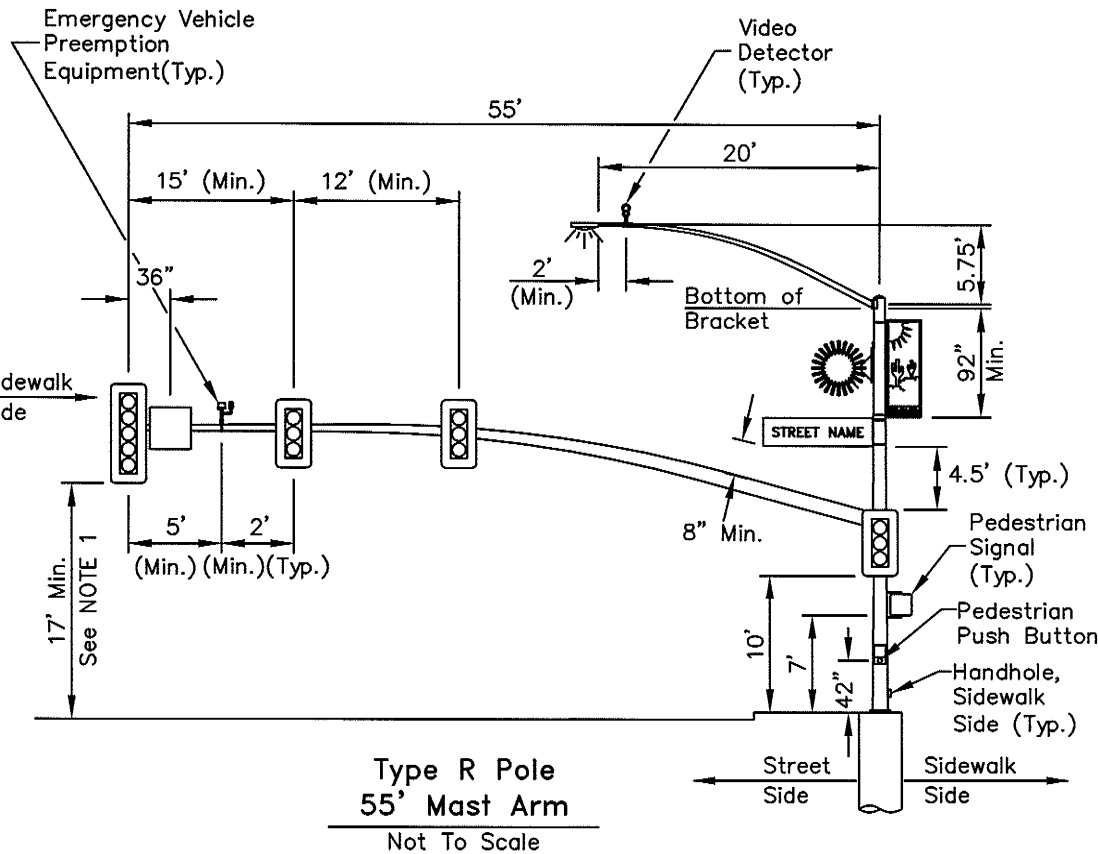 Emergency Vehicle
Preemption
Equipment(Typ.)
Video
Detector
(Typ.)
55'
20'
15' (Min.)
12' (Min.)
36"
2'
(Min.)
5.75'
Bottom of
Bracket
92"
Min.
dewalk
de
STREET NAME
4.5' (Typ.)
8" Min.
5'
2'
(Min.) (Min.)(Typ.)
17' Min.
See NOTE 1
Pedestrian
Signal
(Typ.)
10'
7'
42"
Pedestrian
Push Button
Handhole,
Sidewalk
Side (Typ.)
Street
Side
Sidewalk
Side
Type R Pole
55' Mast Arm
Not To Scale